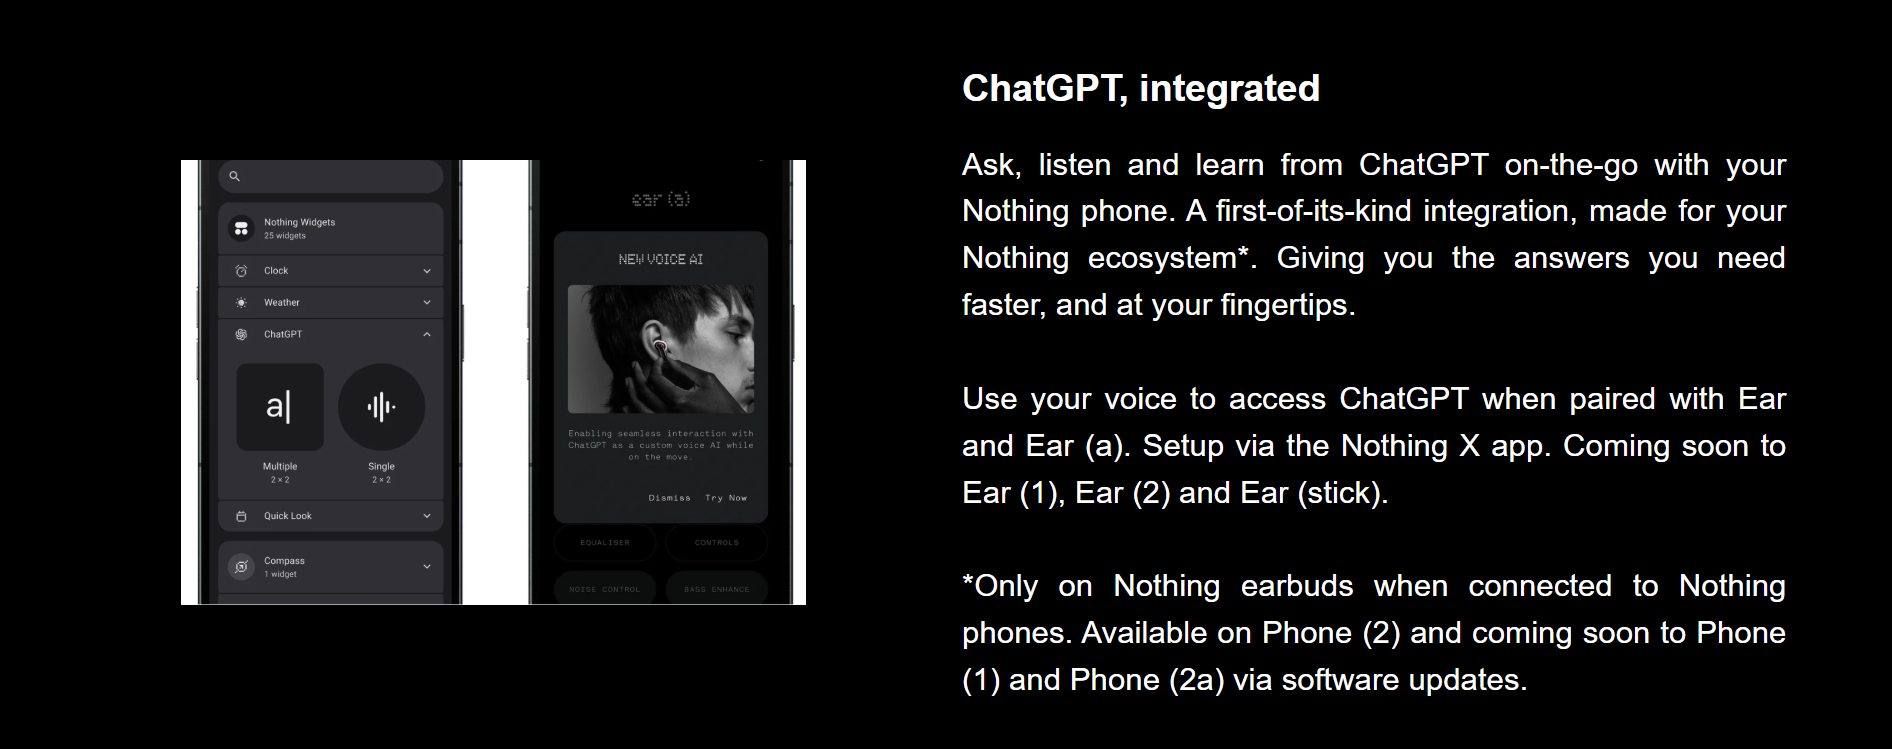 Nothing Widgets
25 widgets
Clock
Weather
ChatGPT
a
Multiple
2 × 2
Single
2 × 2
Quick Look
Compass
1 widget
ear (a)
NEW VOICE AI
Enabling seamless interaction with
ChatGPT as a custom voice AI while
on the move.
Dismiss Try Now
EQUALISER
CONTROLS
NOISE CONTROL
BASS ENHANCE
ChatGPT, integrated
Ask, listen and learn from ChatGPT on-the-go with your
Nothing phone. A first-of-its-kind integration, made for your
Nothing ecosystem*. Giving you the answers you need
faster, and at your fingertips.
Use your voice to access ChatGPT when paired with Ear
and Ear (a). Setup via the Nothing X app. Coming soon to
Ear (1), Ear (2) and Ear (stick).
*Only on Nothing earbuds when connected to Nothing
phones. Available on Phone (2) and coming soon to Phone
(1) and Phone (2a) via software updates.